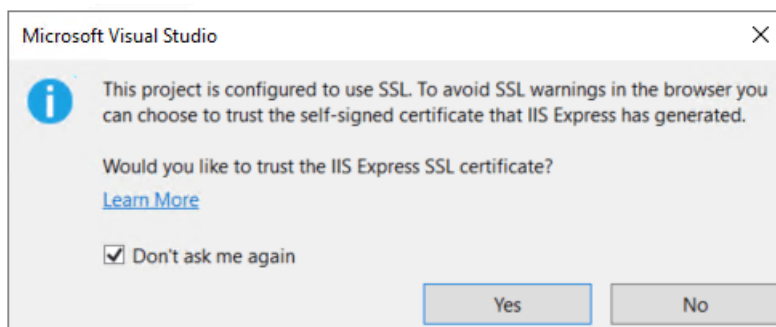 Microsoft Visual Studio
This project is configured to use SSL. To avoid SSL warnings in the browser you
can choose to trust the self-signed certificate that IIS Express has generated.
Would you like to trust the IIS Express SSL certificate?
Learn More
Don't ask me again
Yes
No